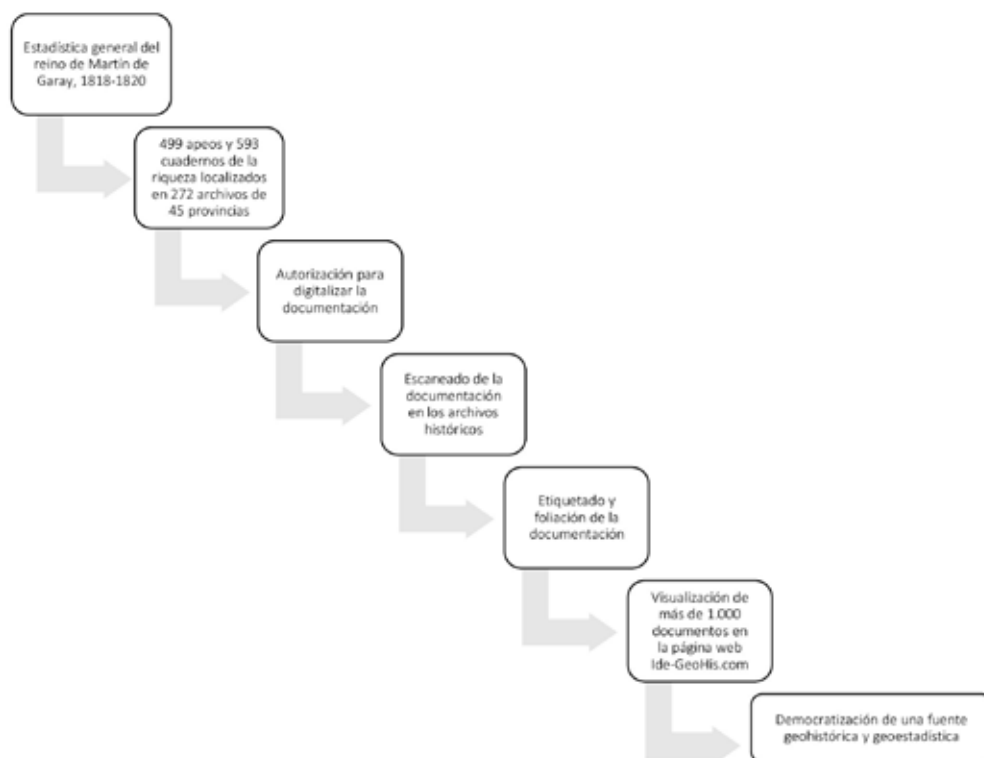 Estadística general del
reino de Martín de
Garay, 1818-1820
499 apeos y 593
cuadernos de la
riqueza localizados
en 272 archivos de
45 provincias
Autorización para
digitalizar la
documentación
Escaneado de la
documentación
en los archivos
históricos
Etiquetado y
foliación de la
documentación
Visualización de
más de 1.000
documentos en
la página web
Ide-GeoHis.com
Democratización de una fuente
geohistórica y geoestadística